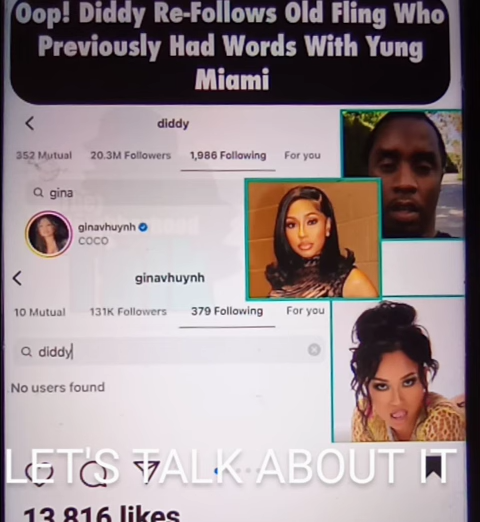 Oop! Diddy Re-Follows Old Fling Who
Previously Had Words With Yung
Miami
diddy
352 Mutual 20.3M Followers 1,986 Following For you
gina
ginavhuynh
COCO
ginavhuynh
10 Mutual 131K Followers 379 Following For you
diddy
No users found
LET'S TALK ABOUT IT
13,816 likes